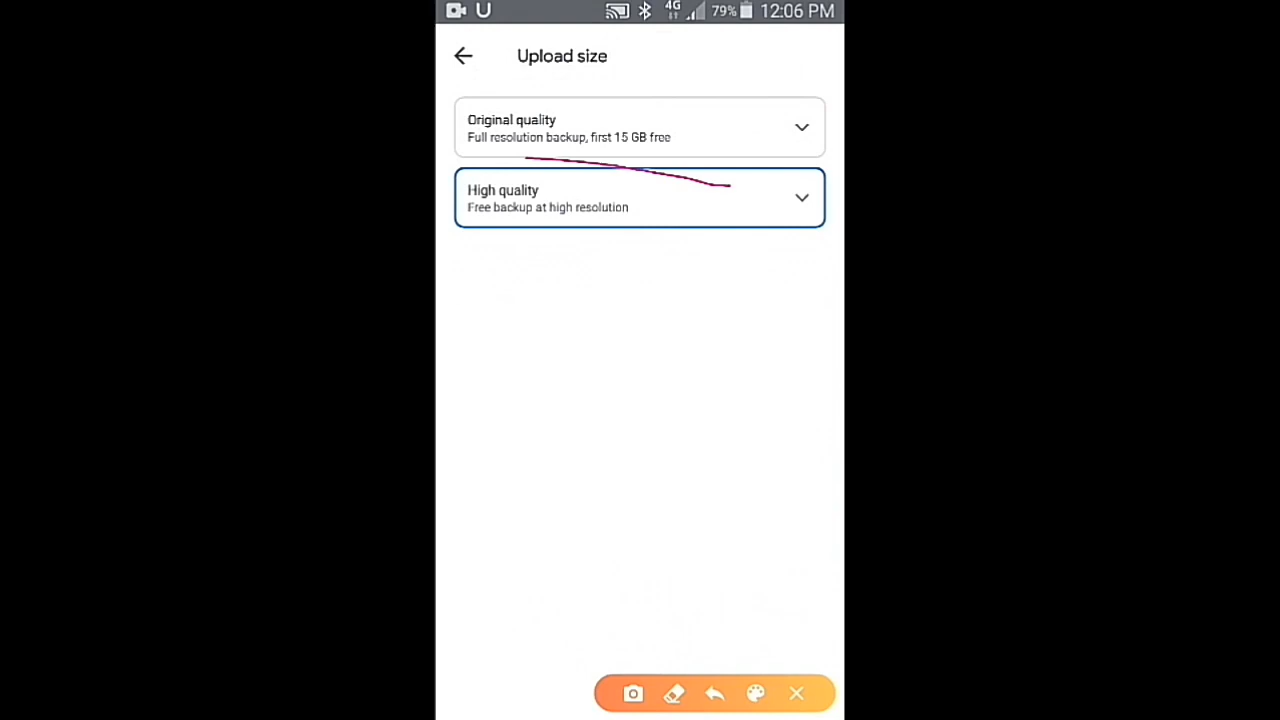 4G 79% 12:06 PM
Upload size
Original quality
Full resolution backup, first 15 GB free
High quality
Free backup at high resolution